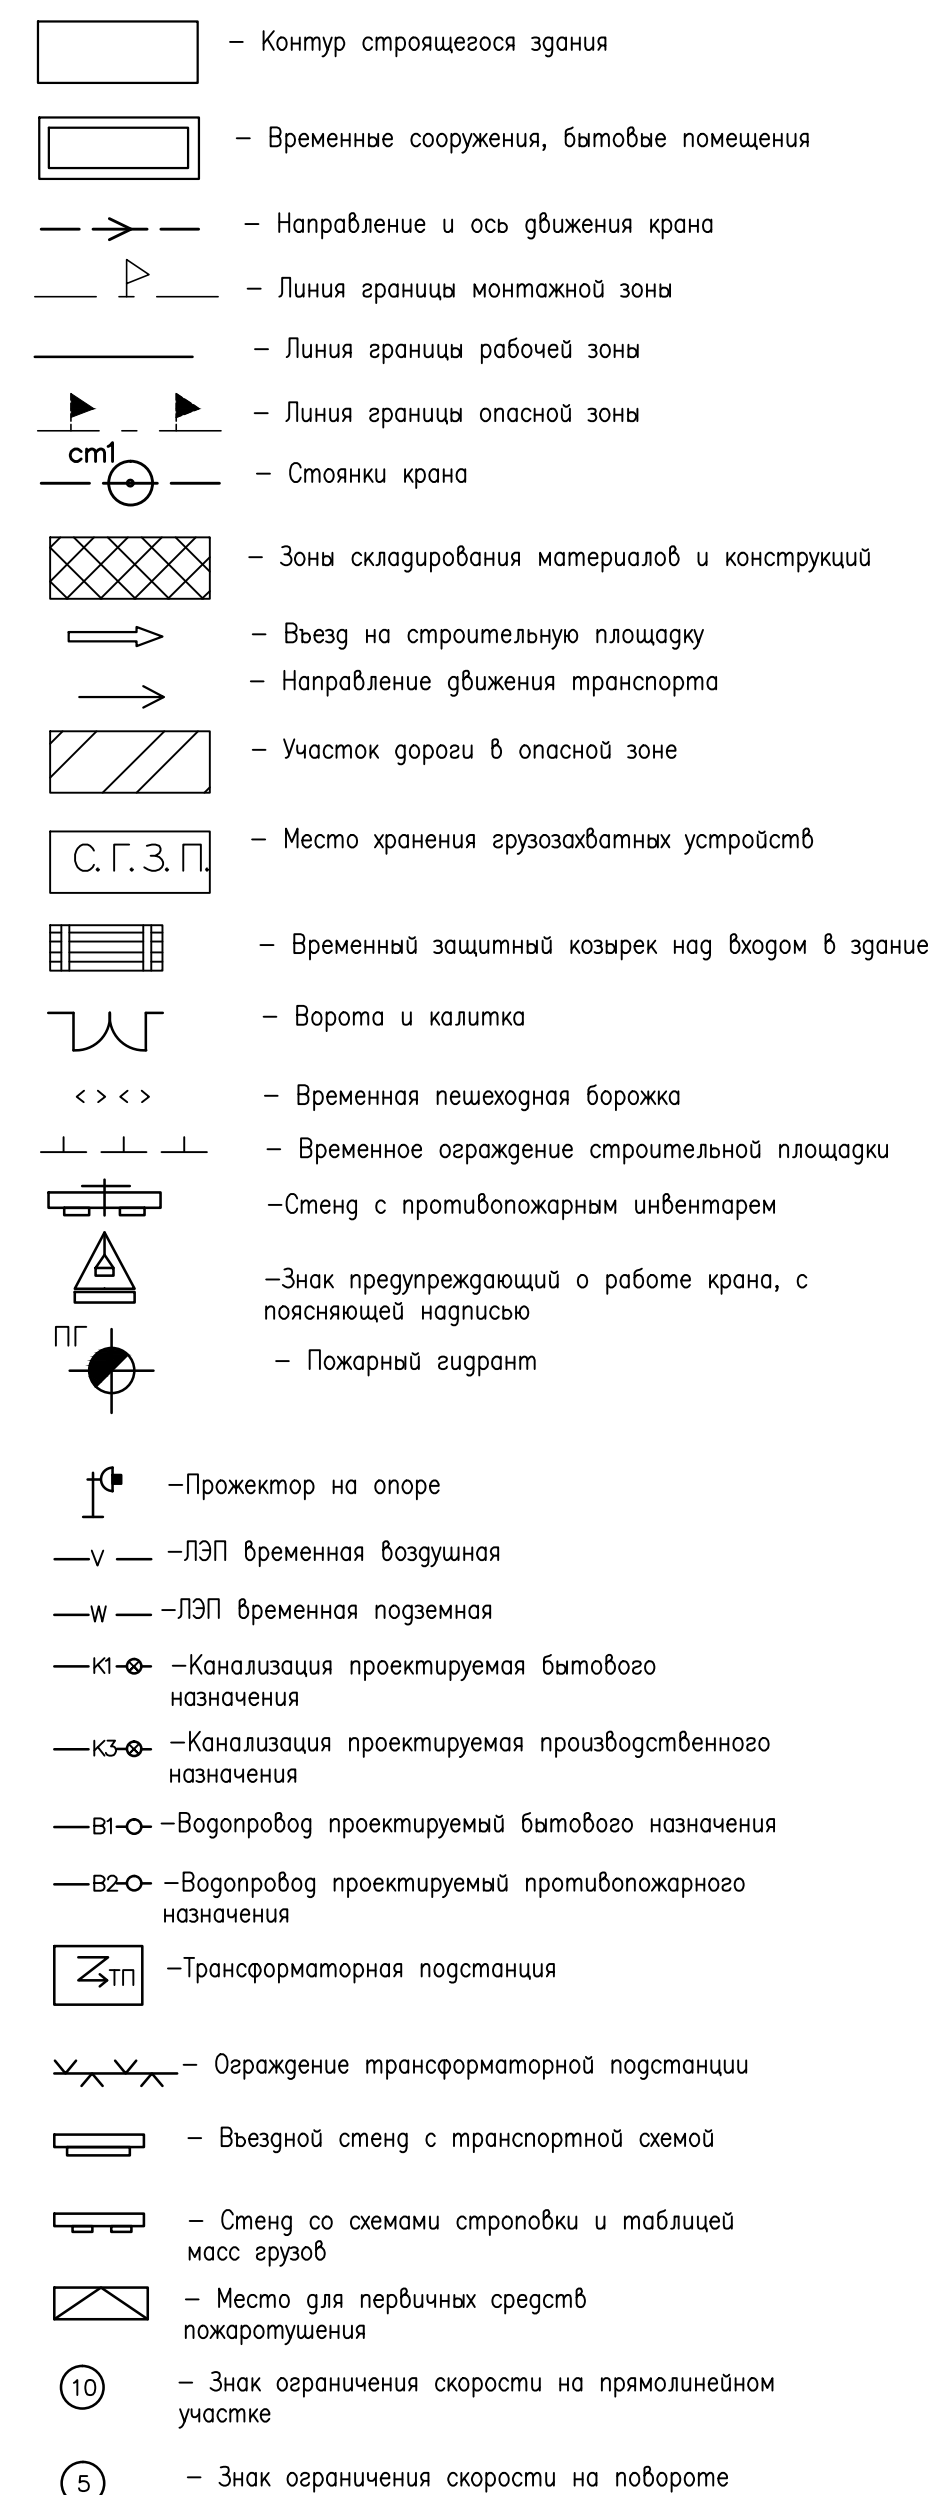 – Контур строящегося здания
– Временные сооружения, бытовые помещения
– Направление и ось движения крана
– Линия границы монтажной зоны
– Линия границы рабочей зоны
– Линия границы опасной зоны
ст1
– Стоянки крана
– Зоны складирования материалов и конструкций
– Въезд на строительную площадку
– Направление движения транспорта
– Участок дороги в опасной зоне
С.Г.З.П. – Место хранения грузозахватных устройств
– Временный защитный козырек над входом в здание
– Ворота и калитка
– Временная пешеходная борожка
– Временное ограждение строительной площадки
–Стенд с противопожарным инвентарем
–Знак предупреждающий о работе крана, с
поясняющей надписью
ПГ
– Пожарный гидрант
–Прожектор на опоре
V –ЛЭП временная воздушная
W –ЛЭП временная подземная
К1 –Канализация проектируемая бытового
назначения
К3 –Канализация проектируемая производственного
назначения
В1 –Водопровод проектируемый бытового назначения
В2 –Водопровод проектируемый противопожарного
назначения
ТП –Трансформаторная подстанция
– Ограждение трансформаторной подстанции
– Въездной стенд с транспортной схемой
– Стенд со схемами строповки и таблицей
масс грузов
– Место для первичных средств
пожаротушения
10 – Знак ограничения скорости на прямолинейном
участке
5 – Знак ограничения скорости на повороте